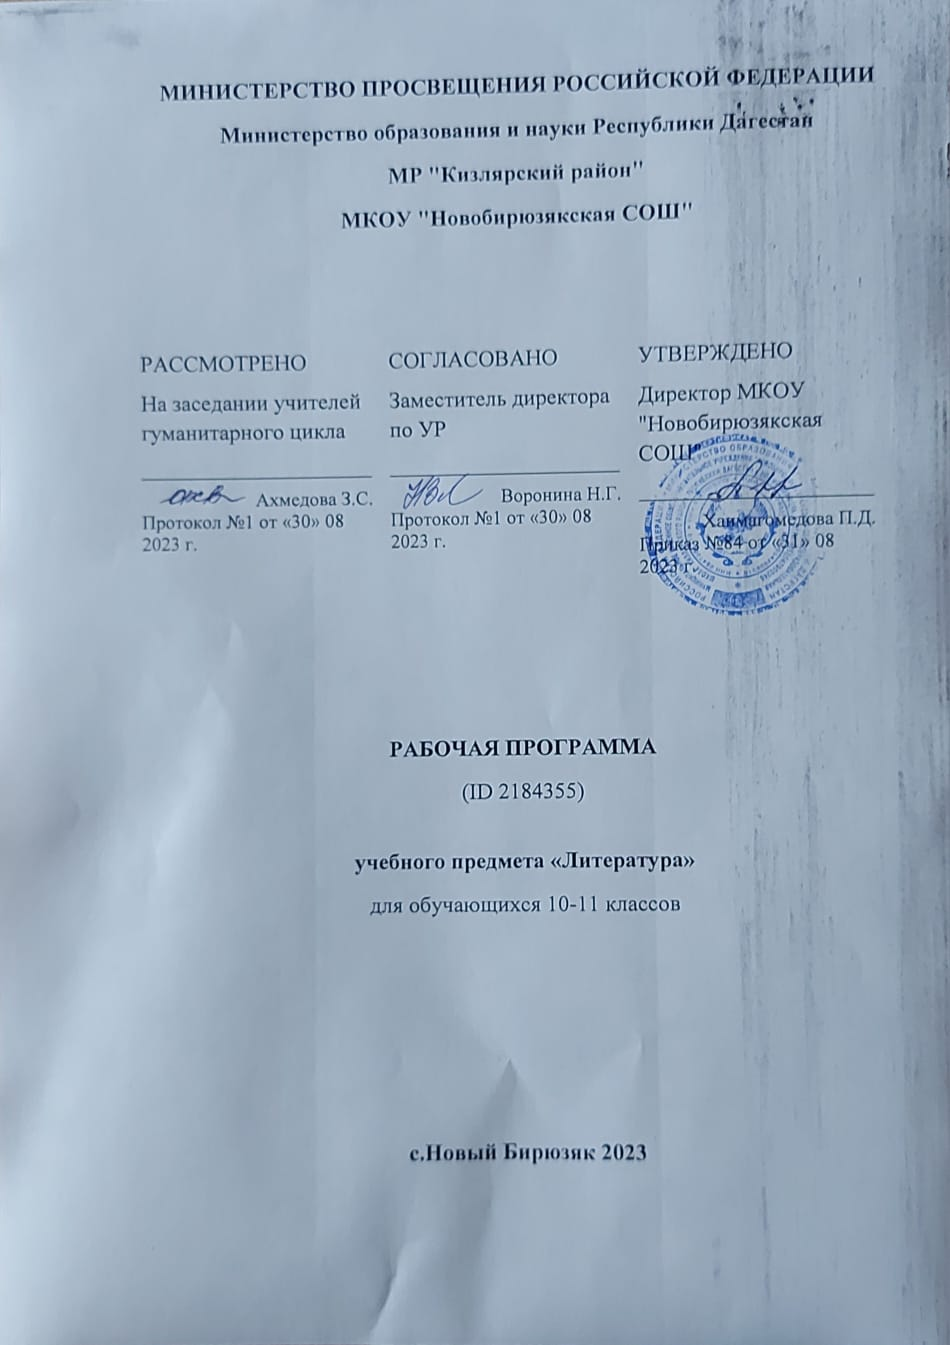 МИНИСТЕРСТВО ПРОСВЕЩЕНИЯ РОССИЙСКОЙ ФЕДЕРАЦИИ
Министерство образования и науки Республики Дагестан
МР "Кизлярский район"
МКОУ "Новобирюзякская СОШ"
РАССМОТРЕНО
На заседании учителей
гуманитарного цикла
Ахмедова З.С.
Протокол №1 от «30» 08
2023 г.
СОГЛАСОВАНО
Заместитель директора
по УР
Воронина Н.Г.
Протокол №1 от «30» 08
2023 г.
УТВЕРЖДЕНО
Директор МКОУ
"Новобирюзякская
СОШ"
Ханмагомедова П.Д.
Приказ №84 от «31» 08
2023 г.
РАБОЧАЯ ПРОГРАММА
(ID 2184355)
учебного предмета «Литература»
для обучающихся 10-11 классов
с.Новый Бирюзяк 2023